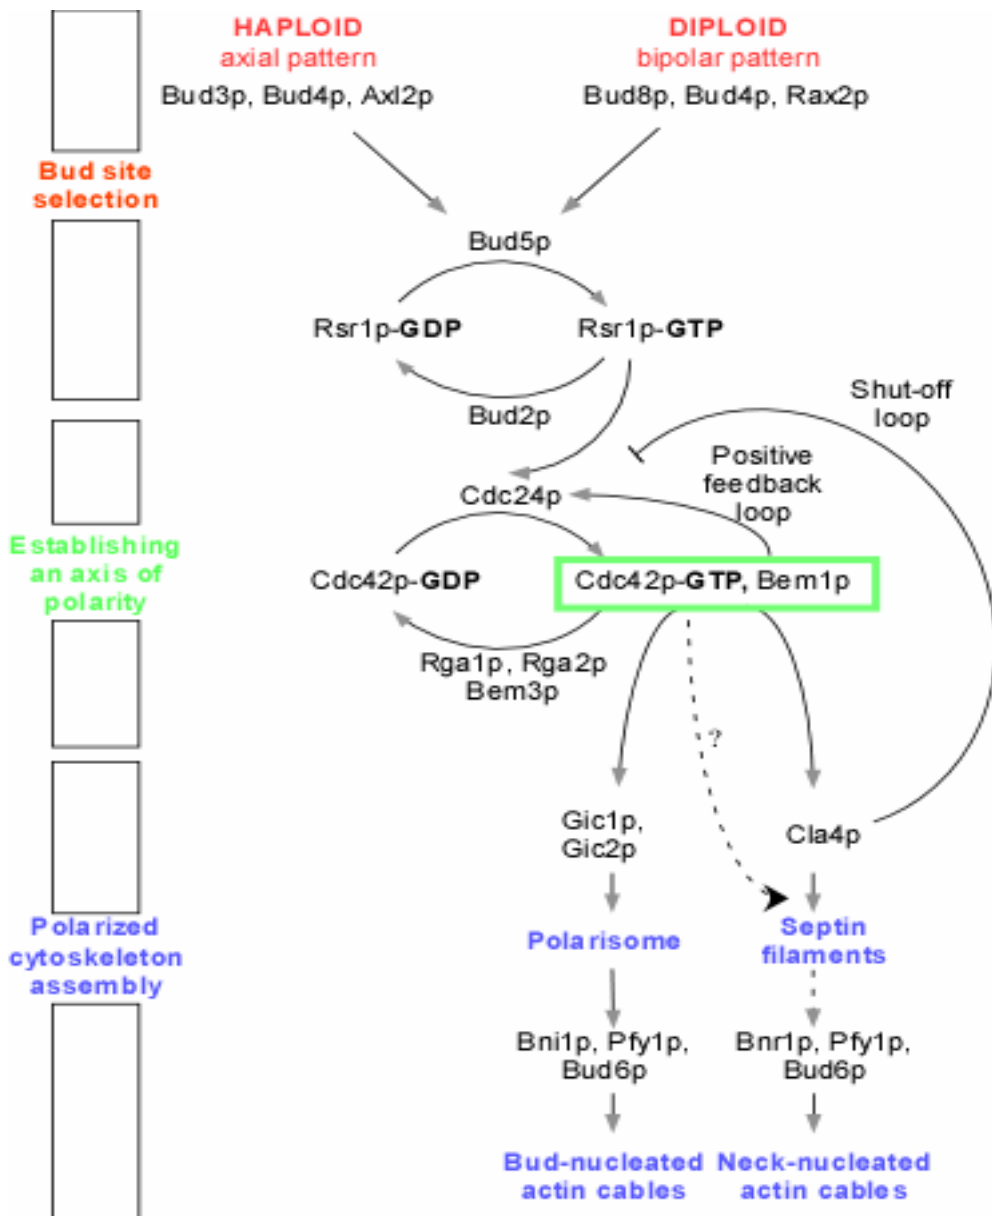 HAPLOID
axial pattern
Bud3p, Bud4p, Axl2p
DIPLOID
bipolar pattern
Bud8p, Bud4p, Rax2p
Bud site
selection
Bud5p
Rsr1p-GDP
Rsr1p-GTP
Bud2p
Shut-off
loop
Positive
feedback
loop
Cdc24p
Establishing
an axis of
polarity
Cdc42p-GDP
Cdc42p-GTP, Bem1p
Rga1p, Rga2p
Bem3p
?
Gic1p,
Gic2p
Cla4p
Polarized
cytoskeleton
assembly
Polarisome
Septin
filaments
Bni1p, Pfy1p,
Bud6p
Bnr1p, Pfy1p,
Bud6p
Bud-nucleated
actin cables
Neck-nucleated
actin cables